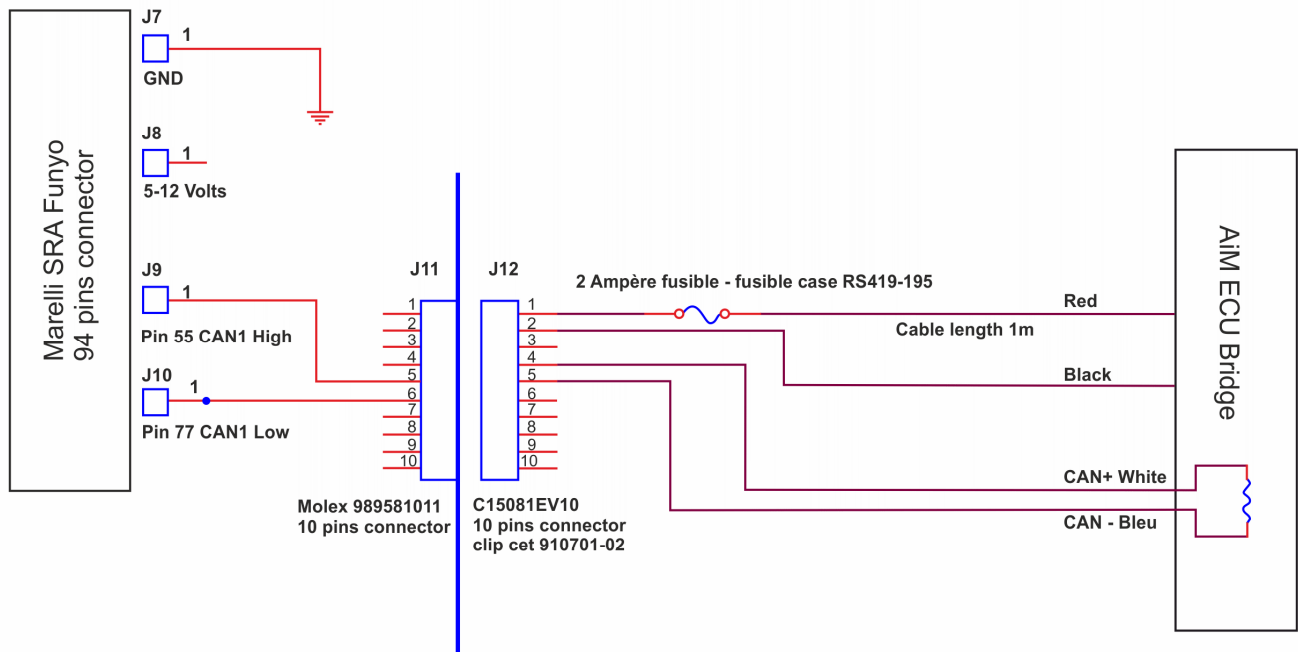 Marelli SRA Funyo
94 pins connector
J7
1
GND
J8
1
5-12 Volts
J9
1
Pin 55 CAN1 High
J10
1
Pin 77 CAN1 Low
J11
1
2
3
4
5
6
7
8
9
10
Molex 989581011
10 pins connector
J12
1
2
3
4
5
6
7
8
9
10
C15081EV10
10 pins connector
clip cet 910701-02
2 Ampère fusible - fusible case RS419-195
Cable length 1m
Red
Black
CAN+ White
CAN - Bleu
AiM ECU Bridge